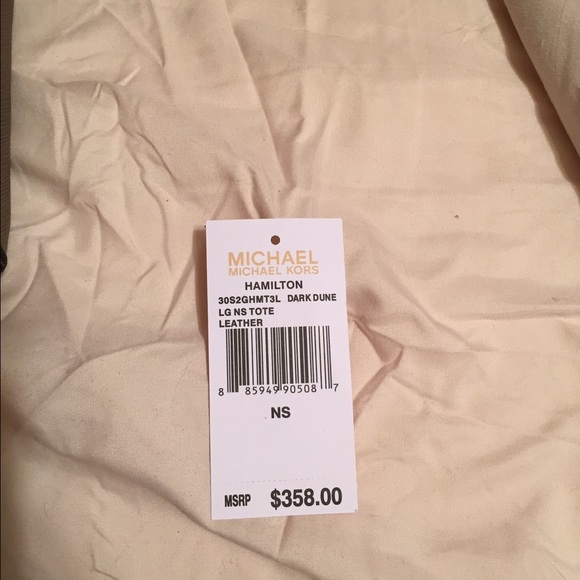 MICHAEL
MICHAEL KORS
HAMILTON
30S2GHMT3L DARK DUNE
LG NS TOTE
LEATHER
8 85949 90508 7
NS
MSRP $358.00